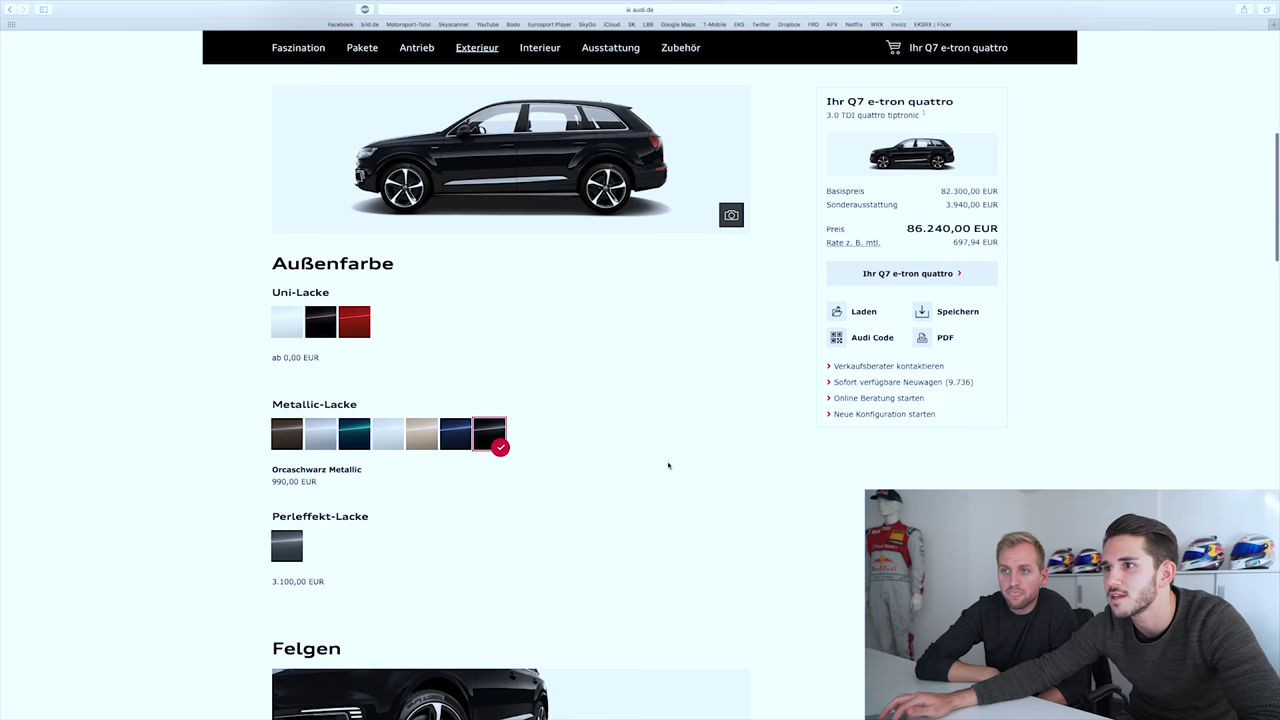 audi.de
Facebook bild.de Motorsport-Total Skyscanner YouTube Bodo Eurosport Player SkyGo iCloud SK LBB Google Maps T-Mobile EKS Twitter Dropbox FRD APV Netflix WRX invoiz EKSRX | Flickr
Faszination Pakete Antrieb Exterieur Interieur Ausstattung Zubehör Ihr Q7 e-tron quattro
Außenfarbe
Uni-Lacke
ab 0,00 EUR
Metallic-Lacke
Orcaschwarz Metallic
990,00 EUR
Perleffekt-Lacke
3.100,00 EUR
Felgen
Ihr Q7 e-tron quattro
3.0 TDI quattro tiptronic 1
Basispreis 82.300,00 EUR
Sonderausstattung 3.940,00 EUR
Preis 86.240,00 EUR
Rate z. B. mtl. 697,94 EUR
Ihr Q7 e-tron quattro
Laden Speichern
Audi Code PDF
Verkaufsberater kontaktieren
Sofort verfügbare Neuwagen (9.736)
Online Beratung starten
Neue Konfiguration starten